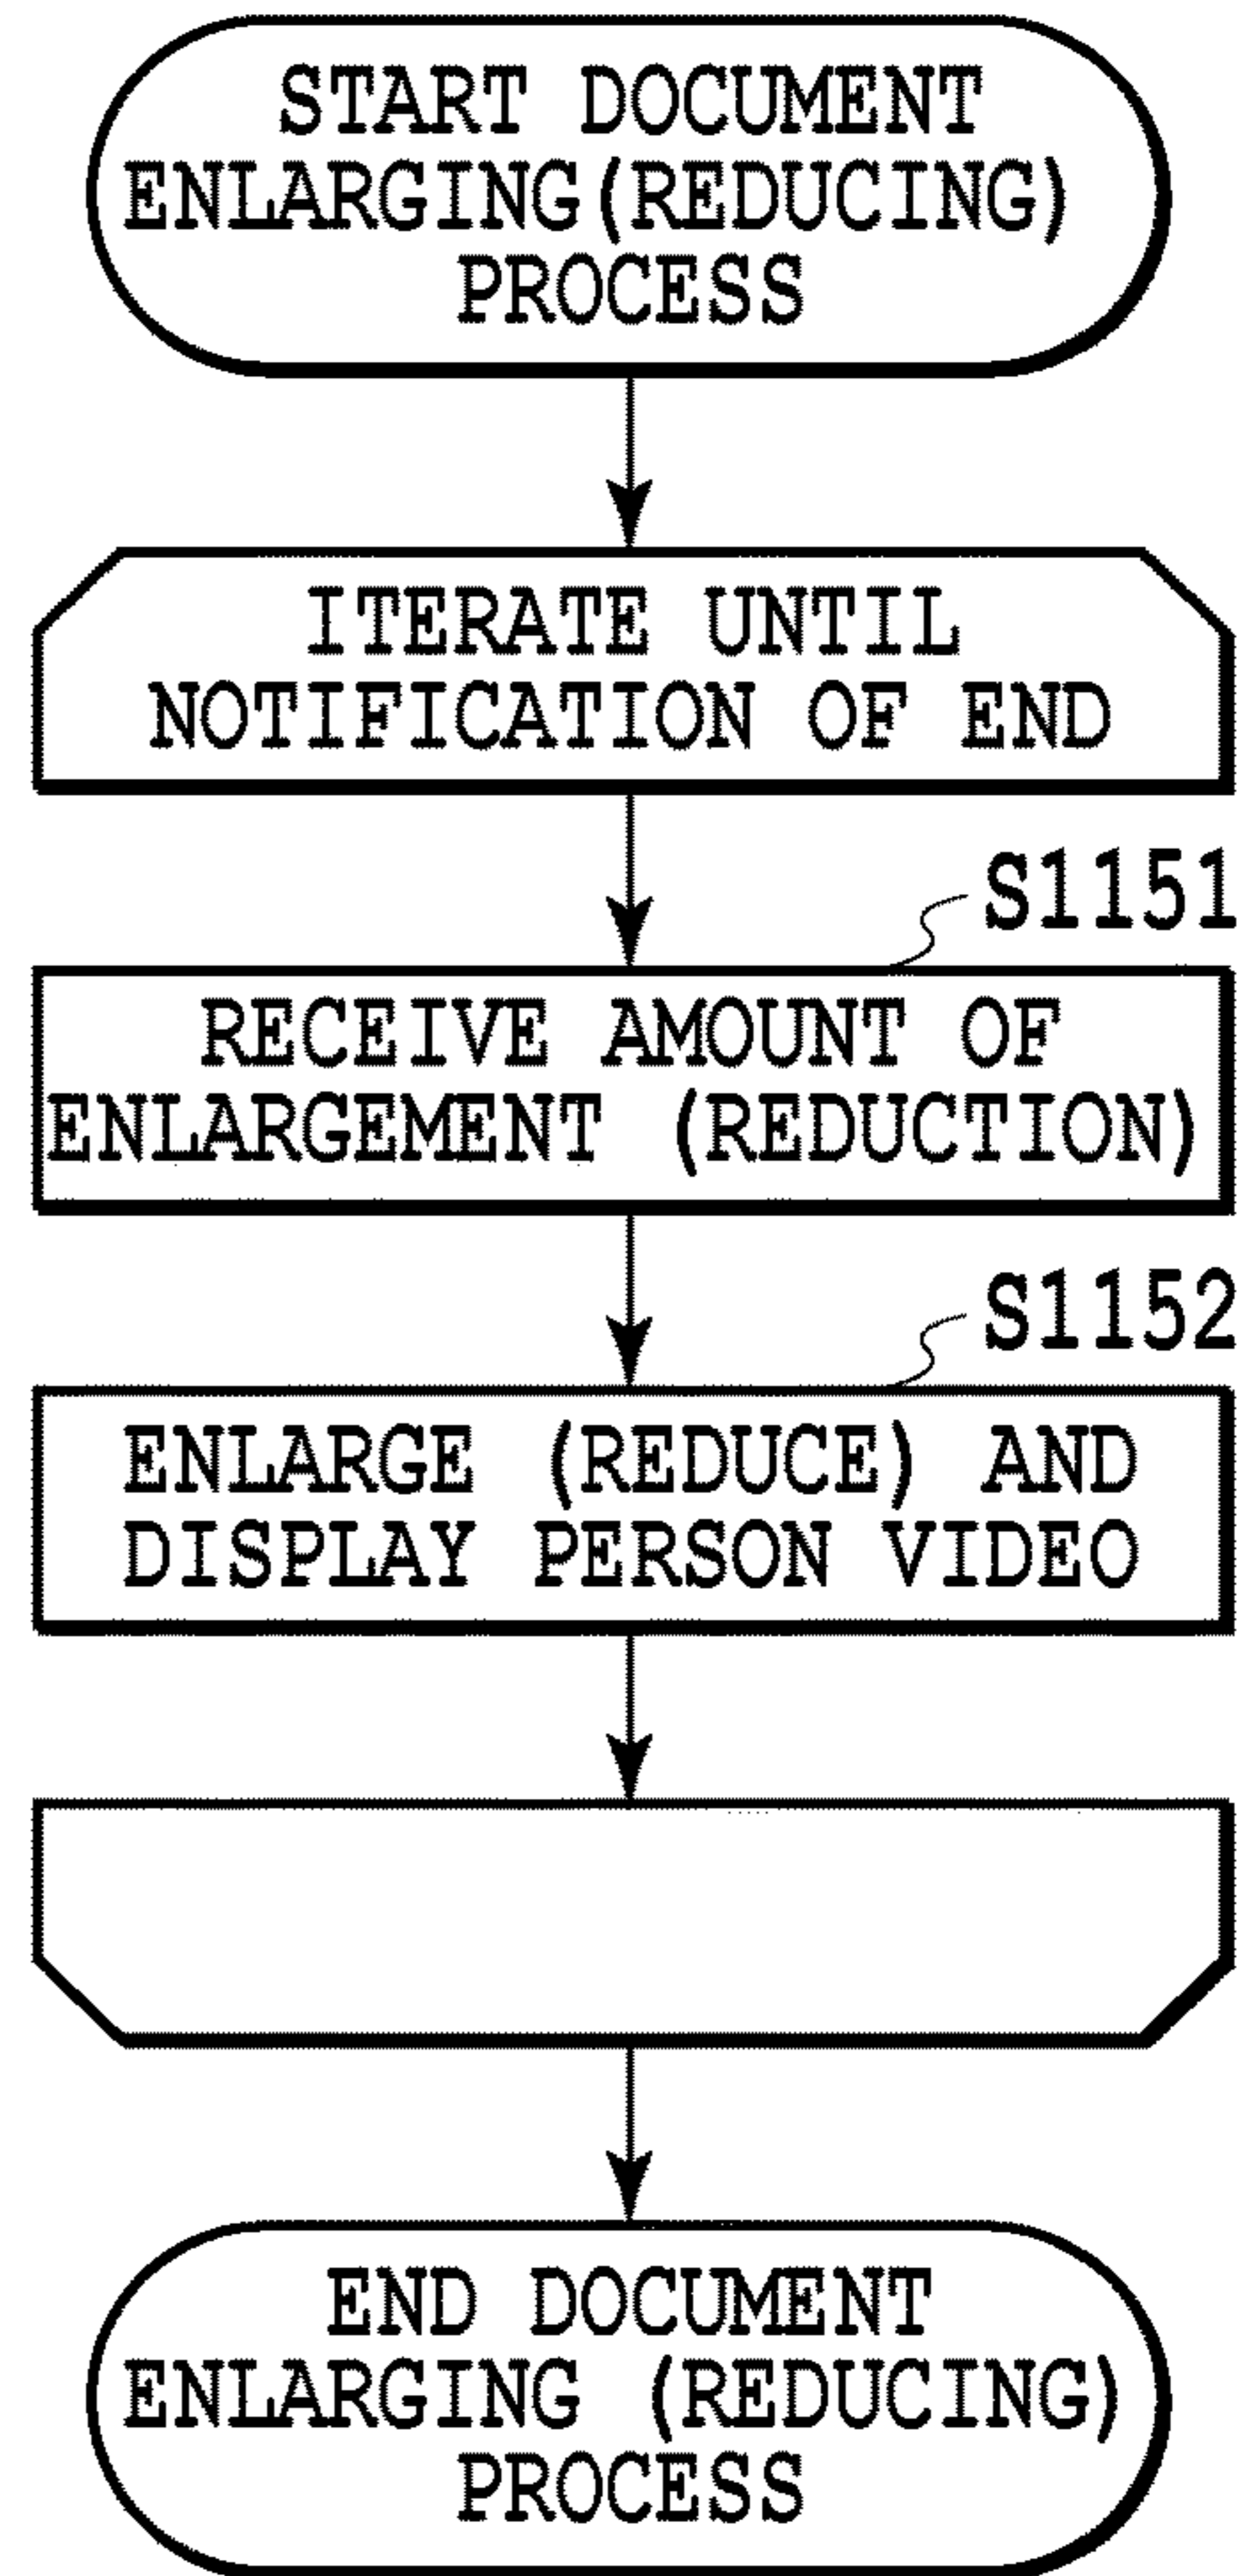 START DOCUMENT
ENLARGING(REDUCING)
PROCESS
ITERATE UNTIL
NOTIFICATION OF END
S1151
RECEIVE AMOUNT OF
ENLARGEMENT (REDUCTION)
S1152
ENLARGE (REDUCE) AND
DISPLAY PERSON VIDEO
END DOCUMENT
ENLARGING (REDUCING)
PROCESS